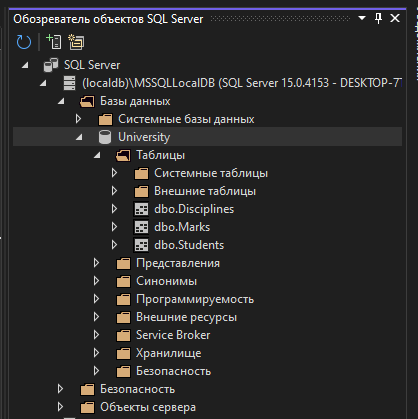 Обозреватель объектов SQL Server
SQL Server
(localdb)\MSSQLLocalDB (SQL Server 15.0.4153 - DESKTOP-7
Базы данных
Системные базы данных
University
Таблицы
Системные таблицы
Внешние таблицы
dbo.Disciplines
dbo.Marks
dbo.Students
Представления
Синонимы
Программируемость
Внешние ресурсы
Service Broker
Хранилище
Безопасность
Безопасность
Объекты сервера